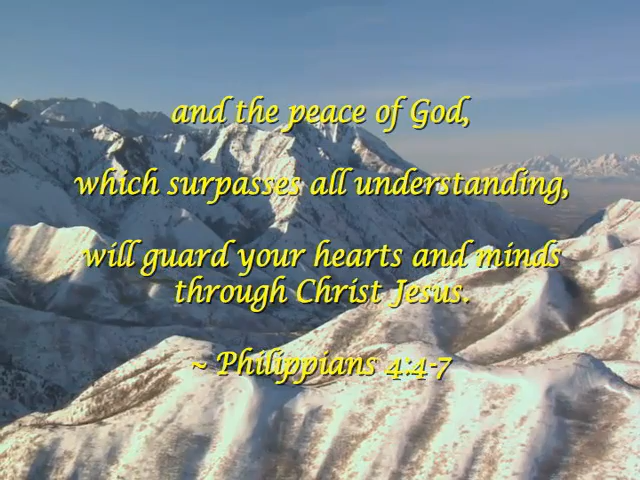 and the peace of God,
which surpasses all understanding,
will guard your hearts and minds
through Christ Jesus.
~ Philippians 4:4-7